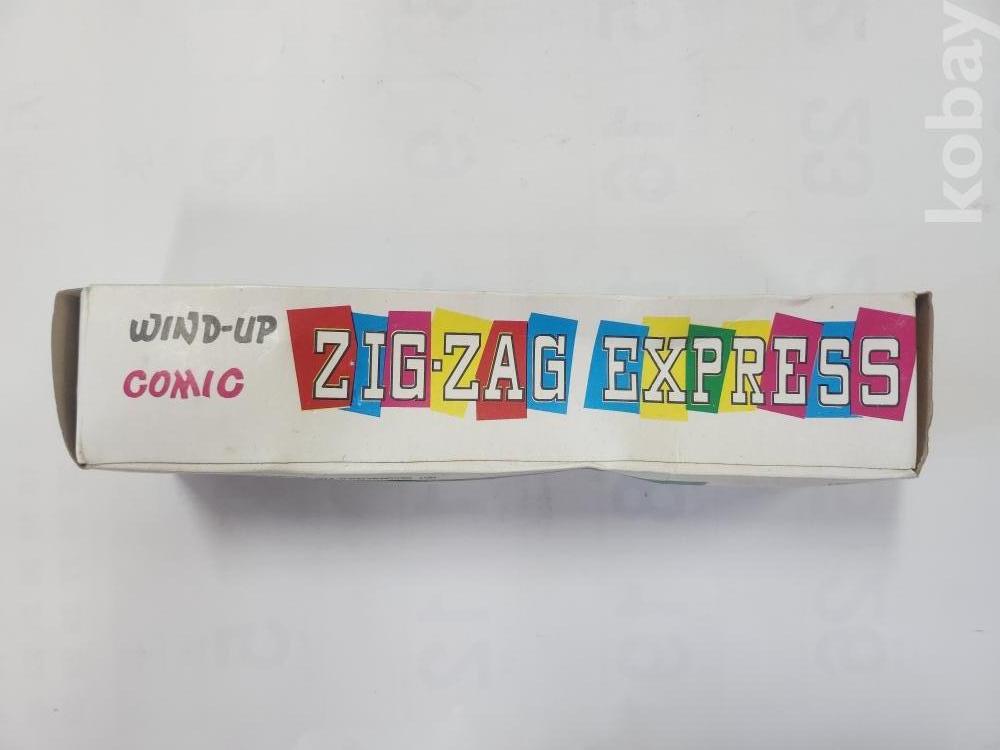 WIND-UP ZIG-ZAG EXPRESS
COMIC
kobay